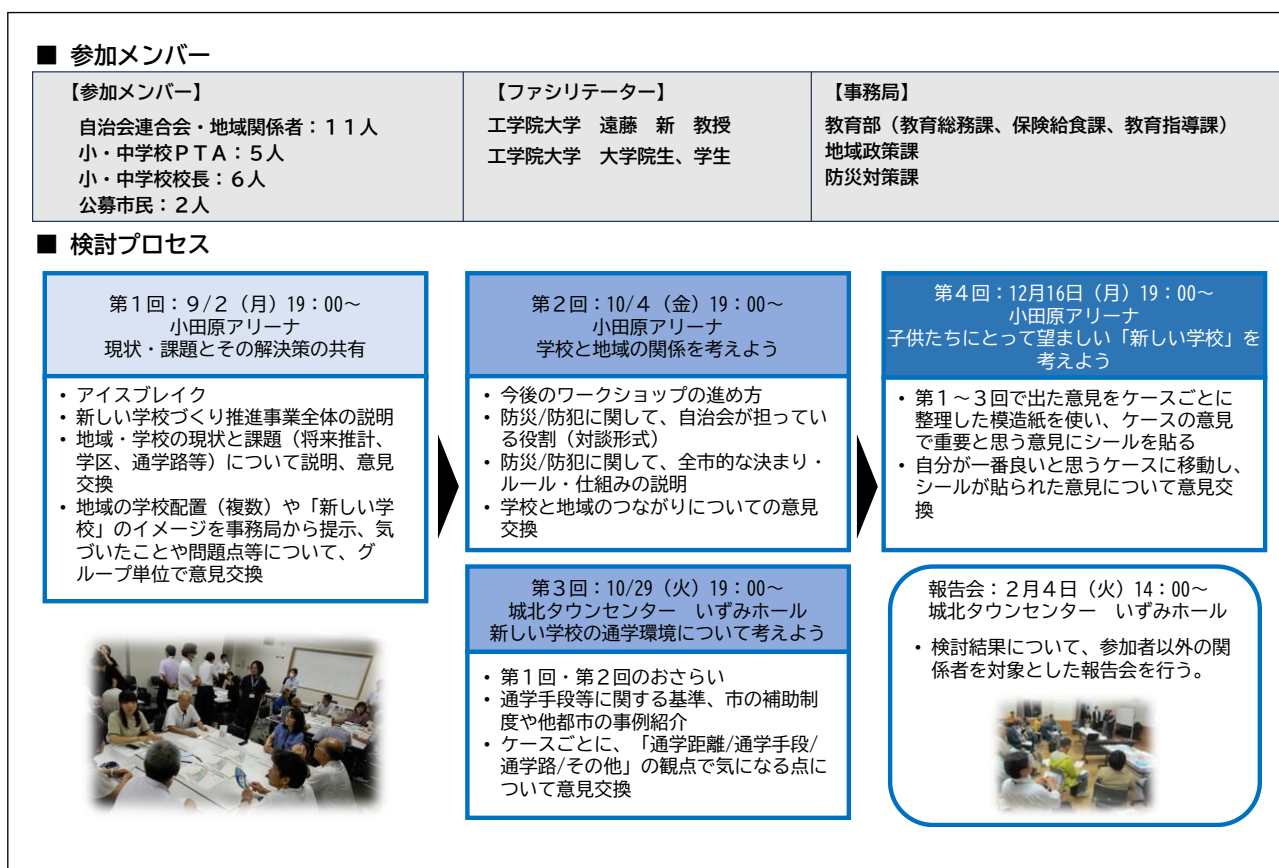 ■ 参加メンバー
【参加メンバー】
自治会連合会・地域関係者：１１人
小・中学校ＰＴＡ：５人
小・中学校校長：６人
公募市民：２人
【ファシリテーター】
工学院大学　遠藤　新　教授
工学院大学　大学院生、学生
【事務局】
教育部（教育総務課、保険給食課、教育指導課）
地域政策課
防災対策課
■ 検討プロセス
第１回：９/２（月）19：00～
小田原アリーナ
現状・課題とその解決策の共有
• アイスブレイク
• 新しい学校づくり推進事業全体の説明
• 地域・学校の現状と課題（将来推計、
学区、通学路等）について説明、意見
交換
• 地域の学校配置（複数）や「新しい学
校」のイメージを事務局から提示、気
づいたことや問題点等について、グ
ループ単位で意見交換
第２回：10/４（金）19：00～
小田原アリーナ
学校と地域の関係を考えよう
• 今後のワークショップの進め方
• 防災/防犯に関して、自治会が担ってい
る役割（対談形式）
• 防災/防犯に関して、全市的な決まり・
ルール・仕組みの説明
• 学校と地域のつながりについての意見
交換
第３回：10/29（火）19：00～
城北タウンセンター　いずみホール
新しい学校の通学環境について考えよう
• 第１回・第２回のおさらい
• 通学手段等に関する基準、市の補助制
度や他都市の事例紹介
• ケースごとに、「通学距離/通学手段/
通学路/その他」の観点で気になる点に
ついて意見交換
第４回：12月16日（月）19：00～
小田原アリーナ
子供たちにとって望ましい「新しい学校」を
考えよう
• 第１～３回で出た意見をケースごとに
整理した模造紙を使い、ケースの意見
で重要と思う意見にシールを貼る
• 自分が一番良いと思うケースに移動し、
シールが貼られた意見について意見交
換
報告会：２月４日（火）14：00～
城北タウンセンター　いずみホール
• 検討結果について、参加者以外の関
係者を対象とした報告会を行う。